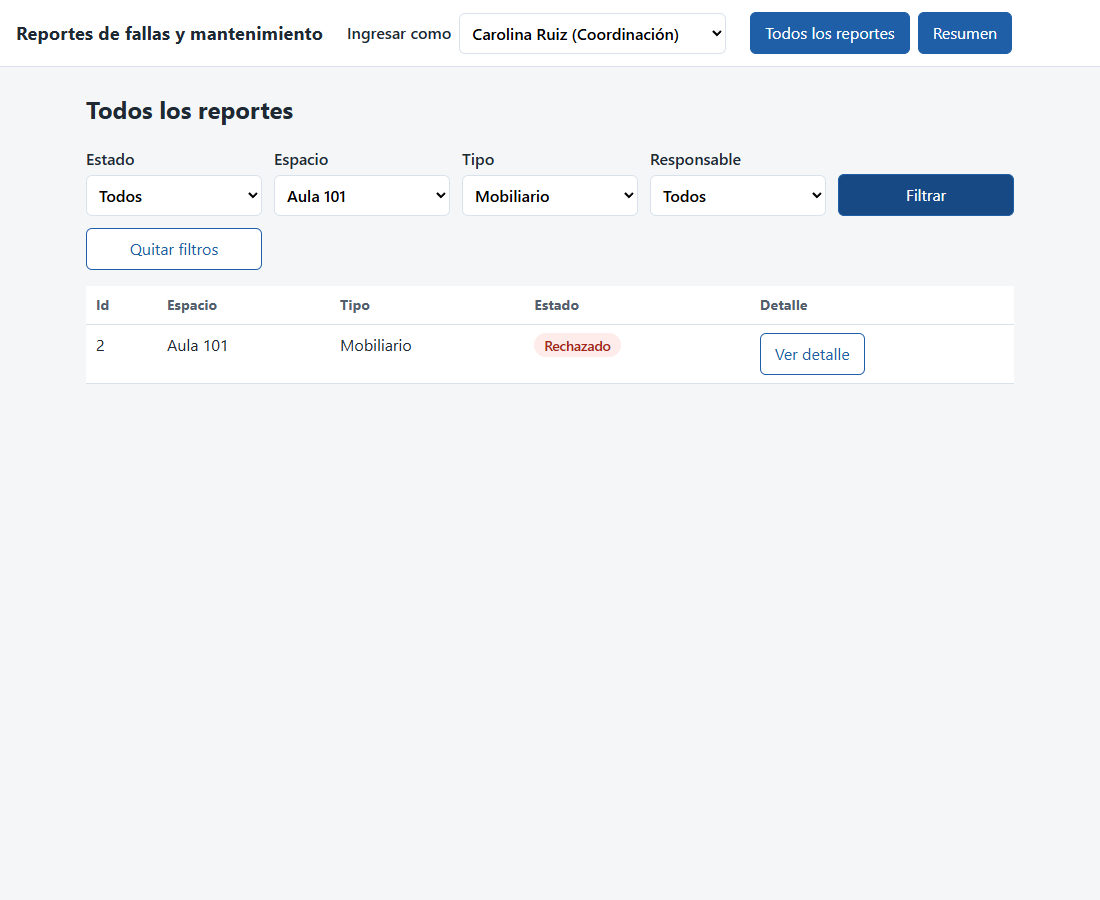 Reportes de fallas y mantenimiento Ingresar como Carolina Ruiz (Coordinación) Todos los reportes Resumen
Todos los reportes
Estado Espacio Tipo Responsable
Todos Aula 101 Mobiliario Todos Filtrar
Quitar filtros
Id Espacio Tipo Estado Detalle
2 Aula 101 Mobiliario Rechazado Ver detalle